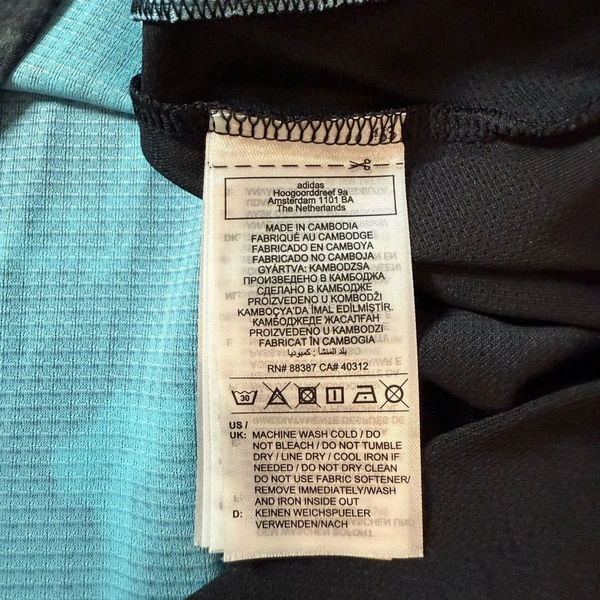 adidas
Hoogoorddreef 9a
Amsterdam 1101 BA
The Netherlands
MADE IN CAMBODIA
FABRIQUÉ AU CAMBODGE
FABRICADO EN CAMBOYA
FABRICADO NO CAMBOJA
GYÁRTVA: KAMBODZSA
ПРОИЗВЕДЕНО В КАМБОДЖЕ
СДЕЛАНО В КАМБОДЖЕ
PROIZVEDENO U KOMBODŽI
KAMBOÇYA'DA IMAL EDİLMİŞTİR.
КАМБОДЖЕДЕ ЖАСАЛҒАН
PROIZVEDENO U KAMBODZI
FABRICAT ÎN CAMBOGIA
بلد المنشأ : كمبوديا
RN# 88387 CA# 40312
30
US /
UK: MACHINE WASH COLD / DO
NOT BLEACH / DO NOT TUMBLE
DRY / LINE DRY / COOL IRON IF
NEEDED / DO NOT DRY CLEAN
DO NOT USE FABRIC SOFTENER/
REMOVE IMMEDIATELY/WASH
AND IRON INSIDE OUT
D: KEINEN WEICHSPUELER
VERWENDEN/NACH